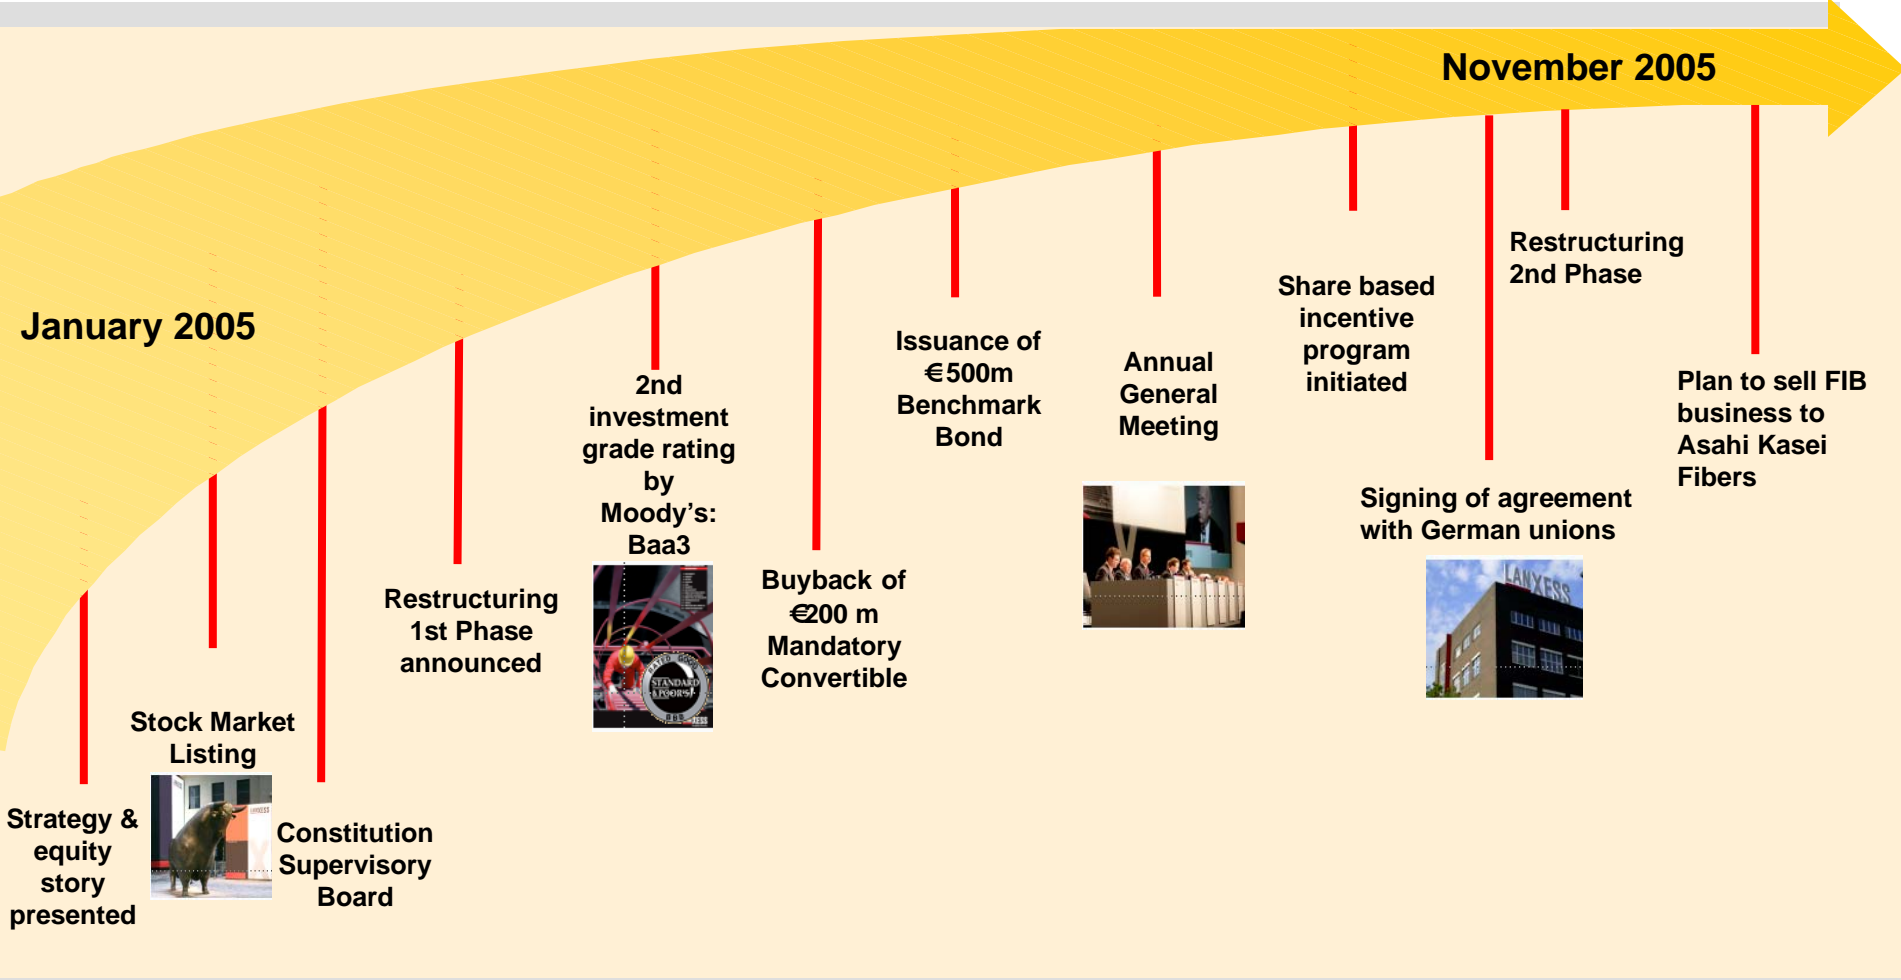 November 2005
January 2005
Strategy &
equity
story
presented
Stock Market
Listing
Constitution
Supervisory
Board
Restructuring
1st Phase
announced
2nd
investment
grade rating
by
Moody’s:
Baa3
STANDARD
& POOR'S
Buyback of
€200 m
Mandatory
Convertible
Issuance of
€500m
Benchmark
Bond
Annual
General
Meeting
Share based
incentive
program
initiated
Signing of agreement
with German unions
LANXESS
Restructuring
2nd Phase
Plan to sell FIB
business to
Asahi Kasei
Fibers